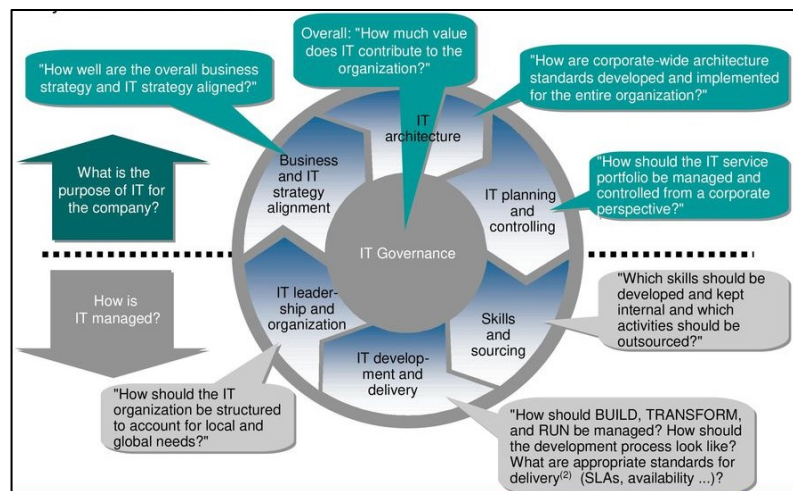 Overall: "How much value
does IT contribute to the
organization?"
"How well are the overall business
strategy and IT strategy aligned?"
"How are corporate-wide architecture
standards developed and implemented
for the entire organization?"
IT
architecture
What is the
purpose of IT for
the company?
Business
and IT
strategy
alignment
IT planning
and
controlling
"How should the IT service
portfolio be managed and
controlled from a corporate
perspective?"
IT Governance
How is
IT managed?
IT leader-
ship and
organization
Skills
and
sourcing
"Which skills should be
developed and kept
internal and which
activities should be
outsourced?"
IT develop-
ment and
delivery
"How should the IT
organization be structured
to account for local and
global needs?"
"How should BUILD, TRANSFORM,
and RUN be managed? How should
the development process look like?
What are appropriate standards for
delivery(2) (SLAs, availability ...)?